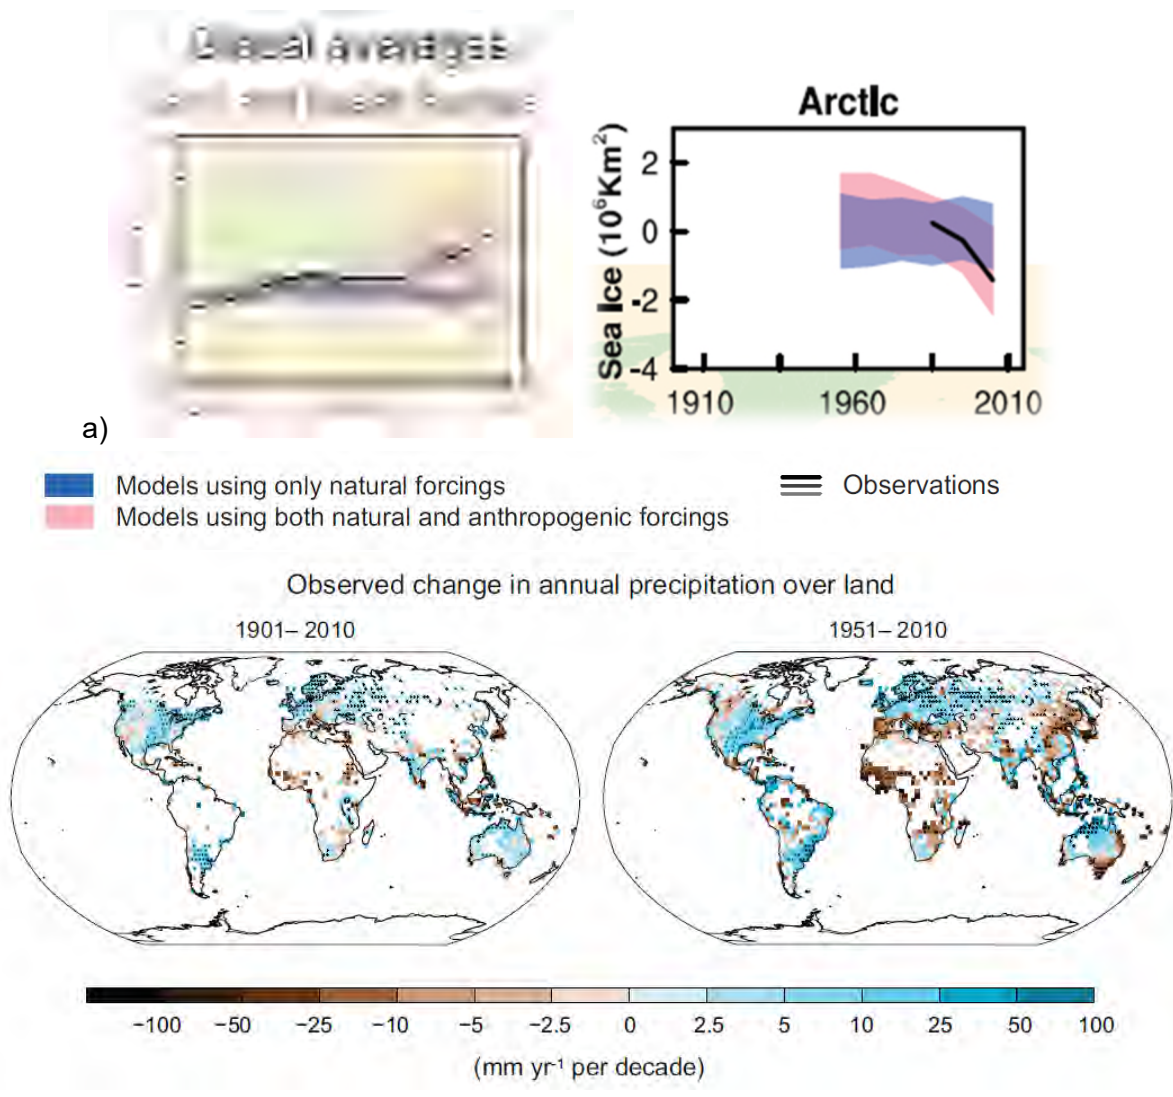 Global averages
Arctic
Sea Ice (10⁶Km²)
2
0
-2
-4
1910
1960
2010
a)
Models using only natural forcings
Observations
Models using both natural and anthropogenic forcings
Observed change in annual precipitation over land
1901– 2010
1951– 2010
−100 −50 −25 −10 −5 −2.5 0 2.5 5 10 25 50 100
(mm yr⁻¹ per decade)